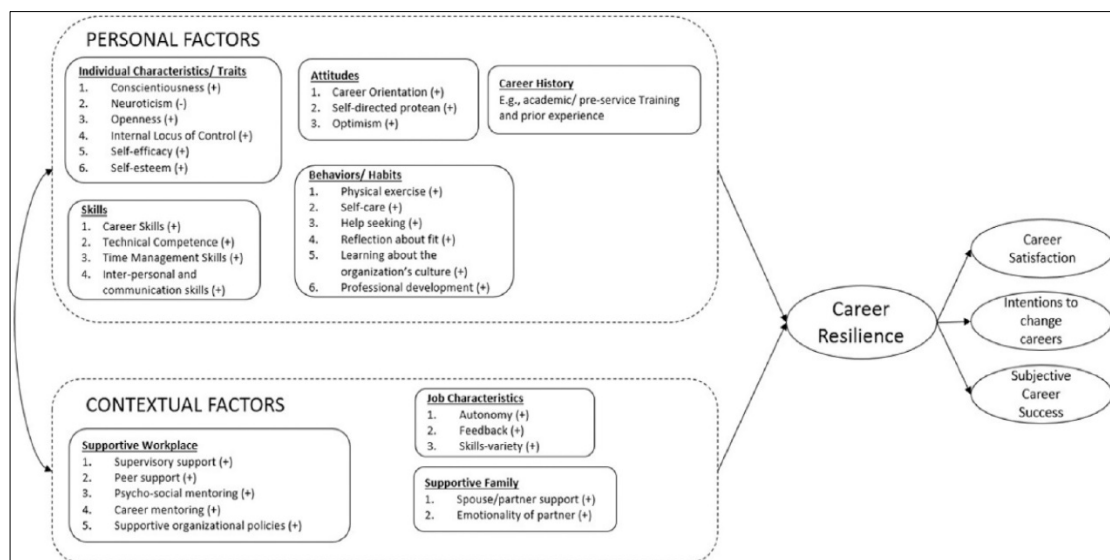 PERSONAL FACTORS
Individual Characteristics/ Traits
1. Conscientiousness (+)
2. Neuroticism (-)
3. Openness (+)
4. Internal Locus of Control (+)
5. Self-efficacy (+)
6. Self-esteem (+)
Attitudes
1. Career Orientation (+)
2. Self-directed protean (+)
3. Optimism (+)
Career History
E.g., academic/ pre-service Training
and prior experience
Skills
1. Career Skills (+)
2. Technical Competence (+)
3. Time Management Skills (+)
4. Inter-personal and
communication skills (+)
Behaviors/ Habits
1. Physical exercise (+)
2. Self-care (+)
3. Help seeking (+)
4. Reflection about fit (+)
5. Learning about the
organization's culture (+)
6. Professional development (+)
CONTEXTUAL FACTORS
Supportive Workplace
1. Supervisory support (+)
2. Peer support (+)
3. Psycho-social mentoring (+)
4. Career mentoring (+)
5. Supportive organizational policies (+)
Job Characteristics
1. Autonomy (+)
2. Feedback (+)
3. Skills-variety (+)
Supportive Family
1. Spouse/partner support (+)
2. Emotionality of partner (+)
Career
Resilience
Career
Satisfaction
Intentions to
change
careers
Subjective
Career
Success